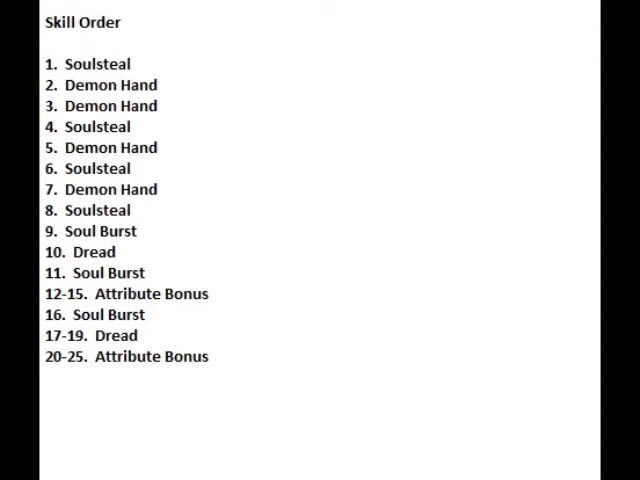 Skill Order
1. Soulsteal
2. Demon Hand
3. Demon Hand
4. Soulsteal
5. Demon Hand
6. Soulsteal
7. Demon Hand
8. Soulsteal
9. Soul Burst
10. Dread
11. Soul Burst
12-15. Attribute Bonus
16. Soul Burst
17-19. Dread
20-25. Attribute Bonus